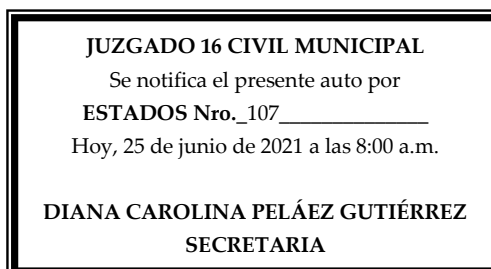 JUZGADO 16 CIVIL MUNICIPAL
Se notifica el presente auto por
ESTADOS Nro._107______________
Hoy, 25 de junio de 2021 a las 8:00 a.m.
DIANA CAROLINA PELÁEZ GUTIÉRREZ
SECRETARIA